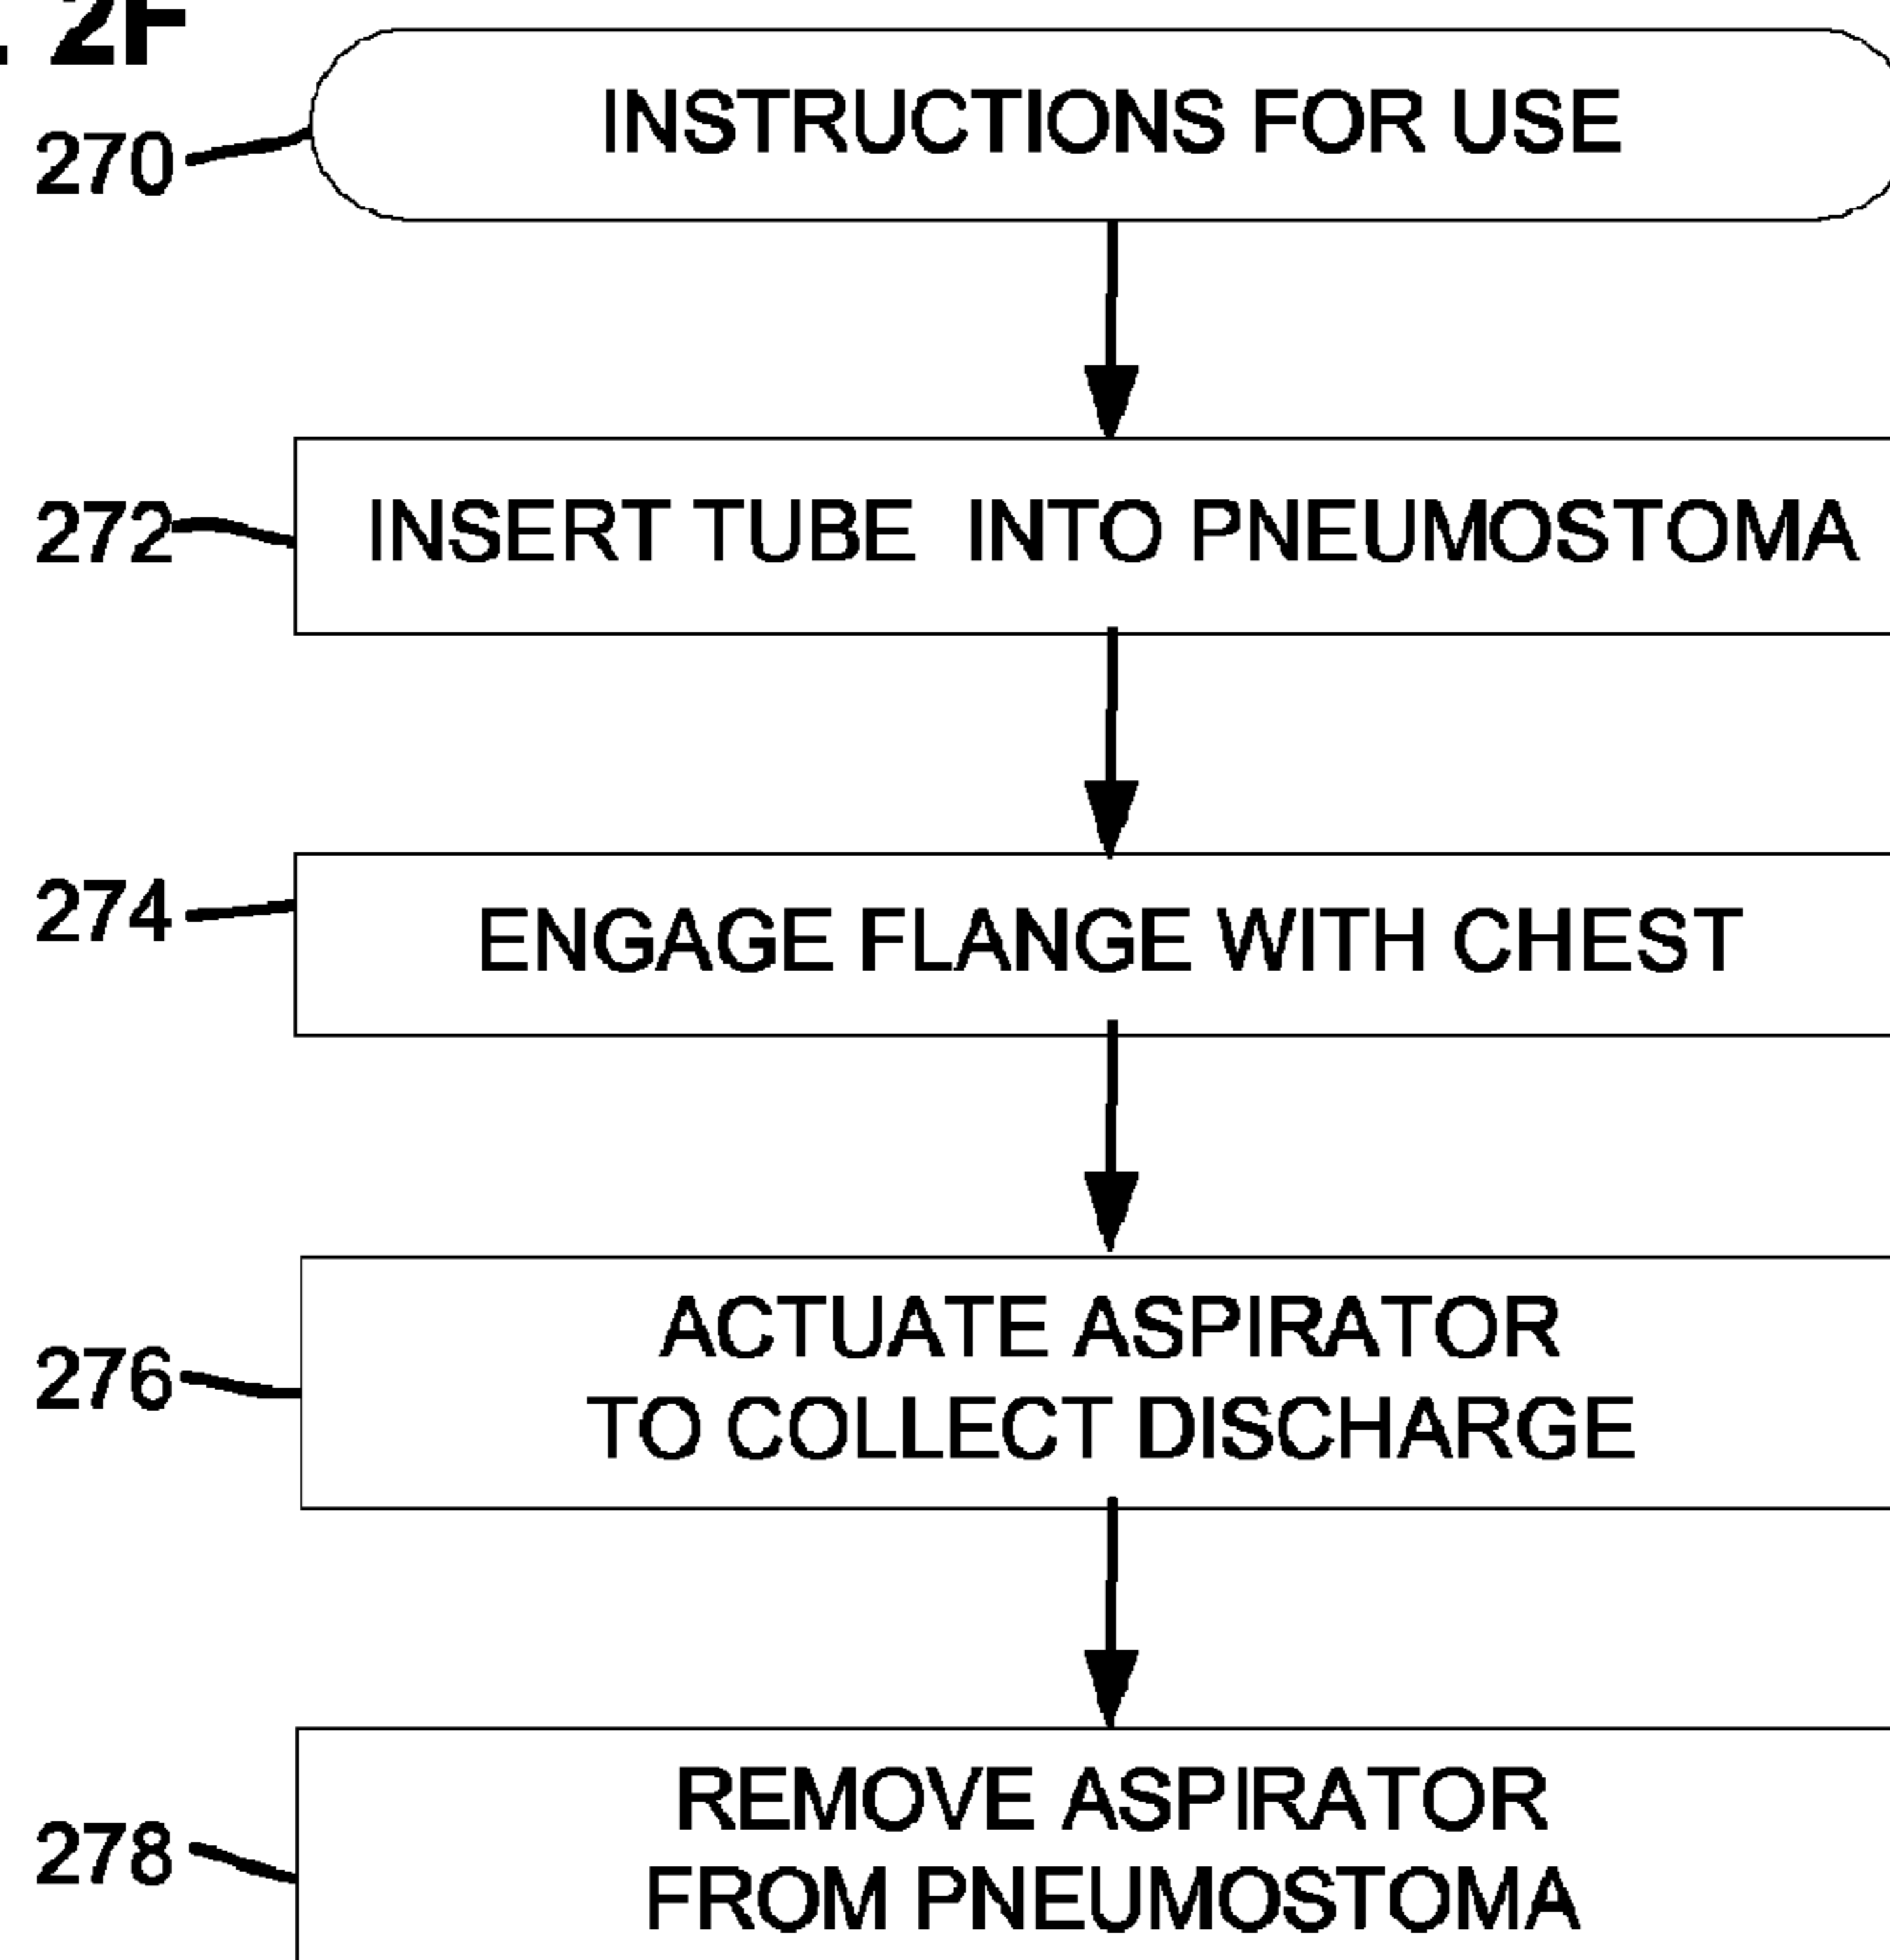 . 2F
INSTRUCTIONS FOR USE
270
272
INSERT TUBE INTO PNEUMOSTOMA
274
ENGAGE FLANGE WITH CHEST
ACTUATE ASPIRATOR
276
TO COLLECT DISCHARGE
REMOVE ASPIRATOR
278
FROM PNEUMOSTOMA